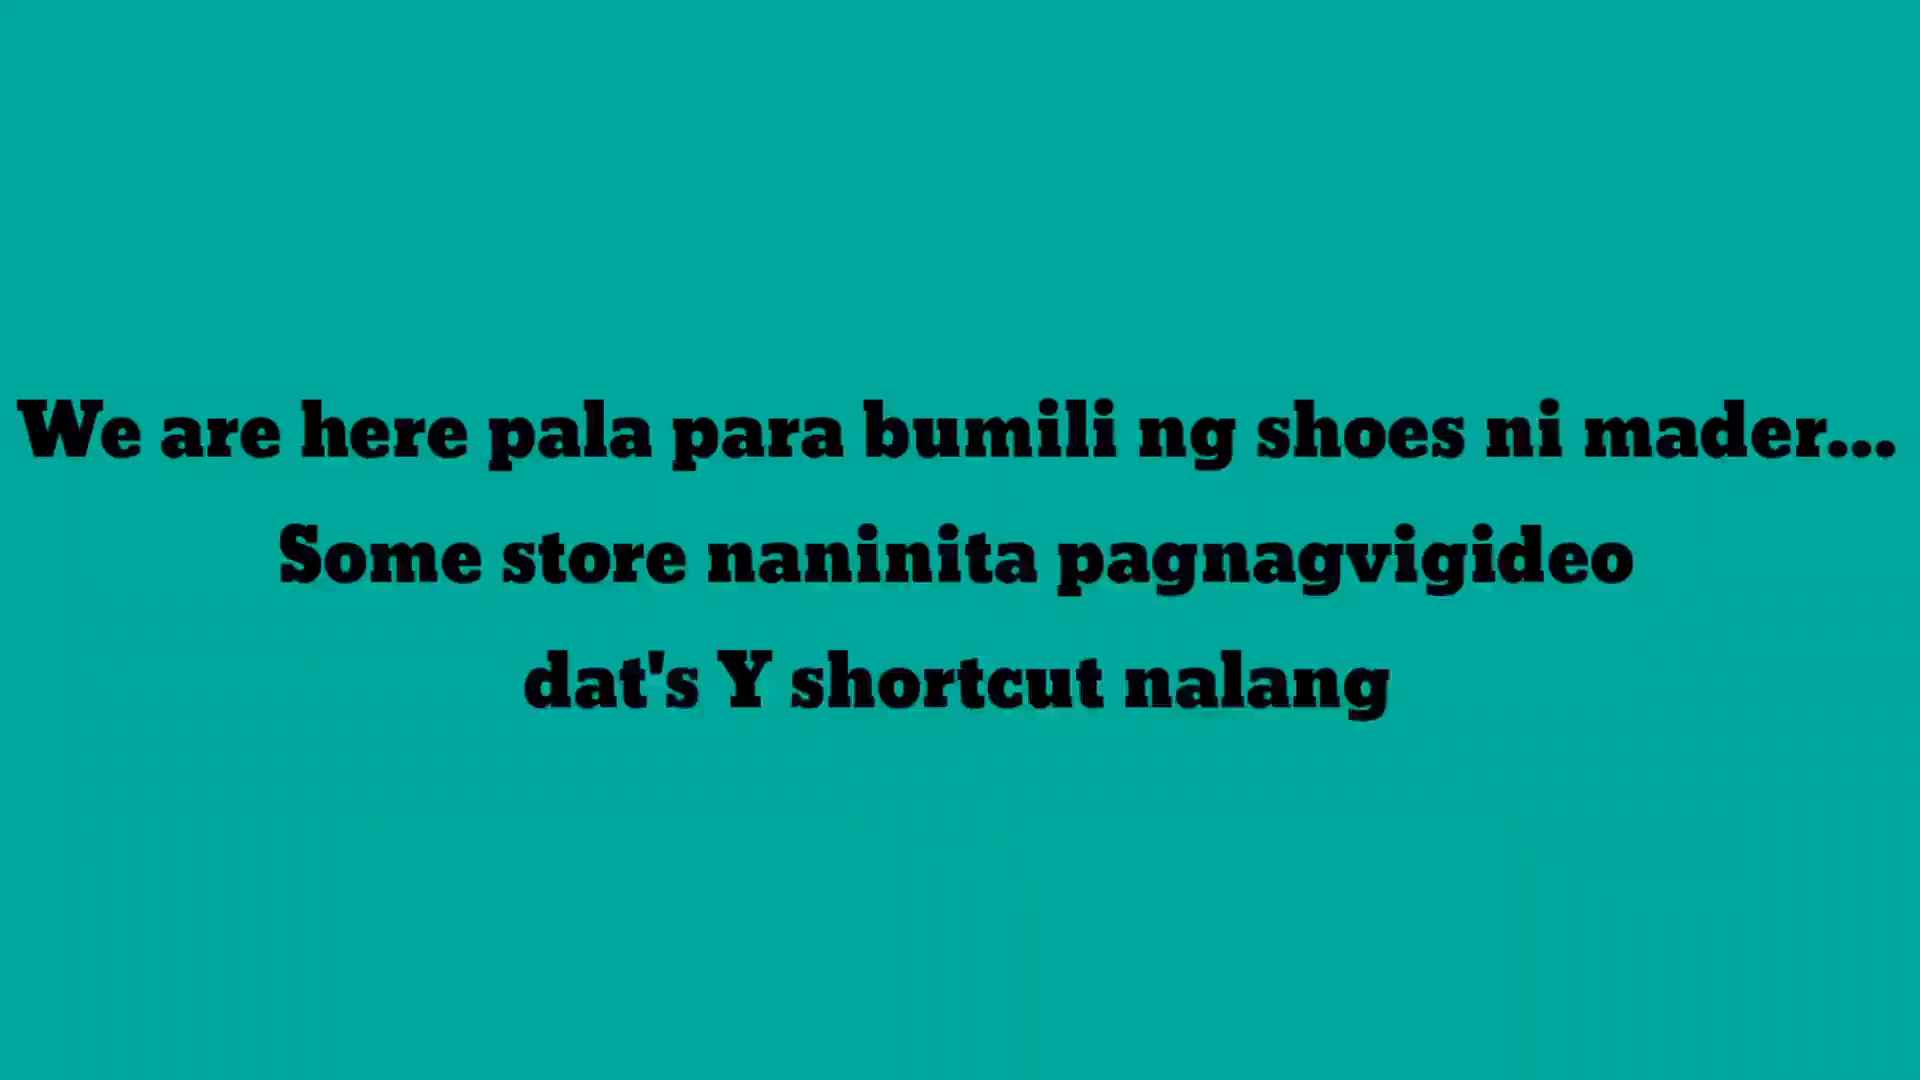 We are here pala para bumili ng shoes ni mader...
Some store naninita pagnagvigideo
dat's Y shortcut nalang